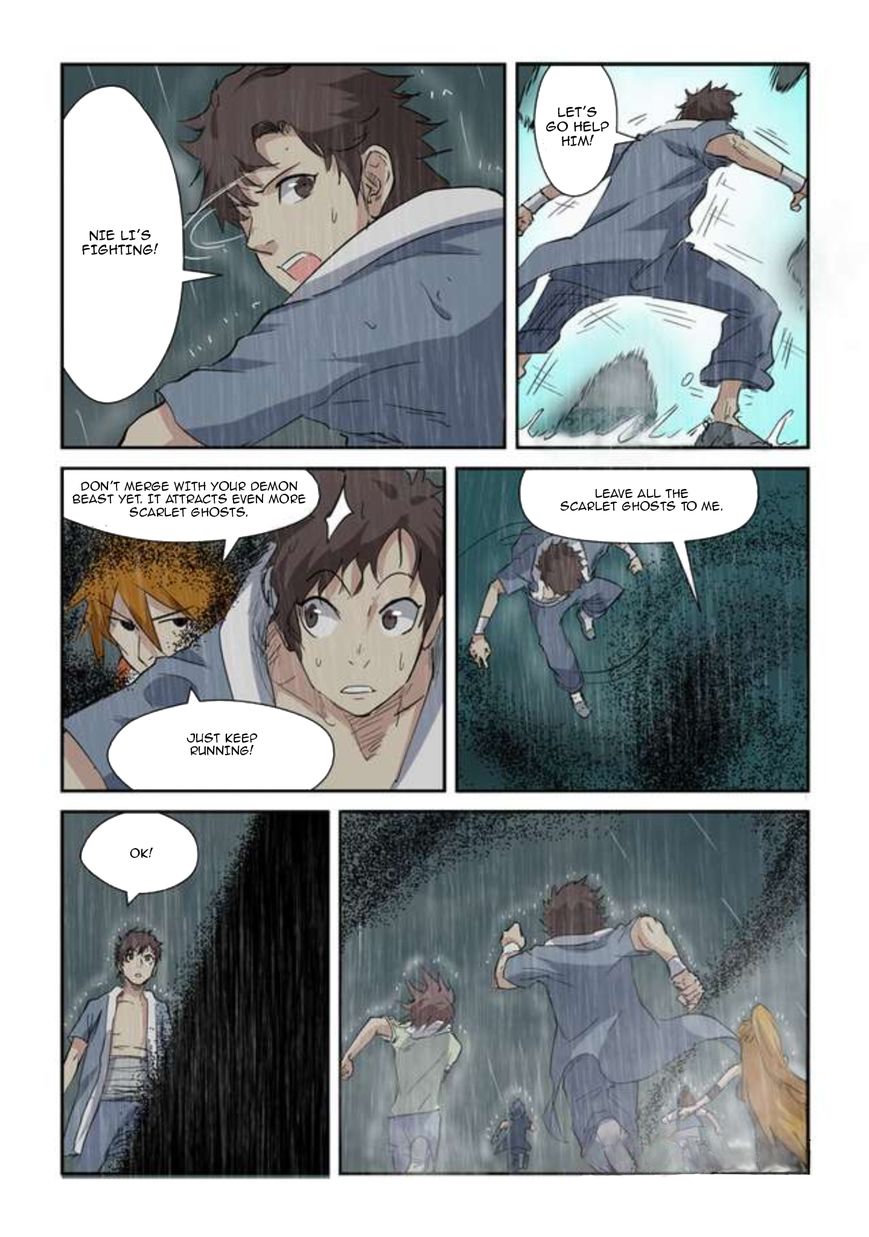 NIE LI'S
FIGHTING!
LET'S
GO HELP
HIM!
DON'T MERGE WITH YOUR DEMON
BEAST YET. IT ATTRACTS EVEN MORE
SCARLET GHOSTS.
JUST KEEP
RUNNING!
LEAVE ALL THE
SCARLET GHOSTS TO ME.
OK!